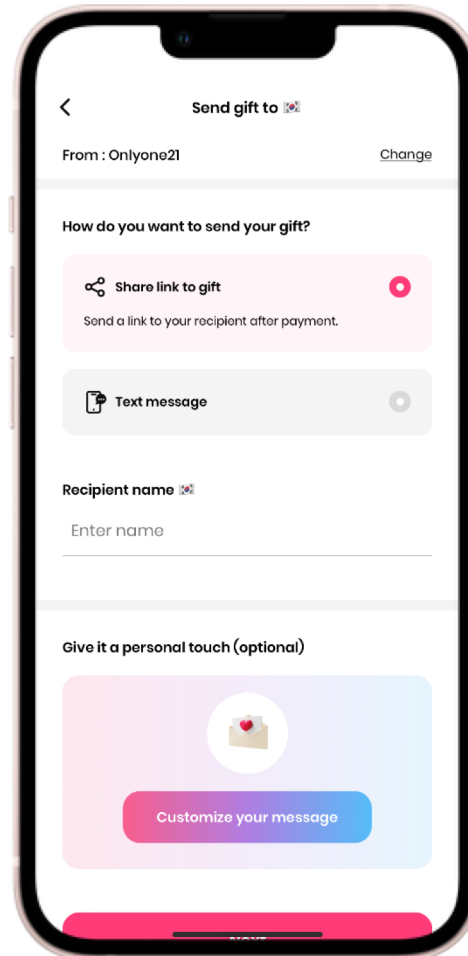 Send gift to 🇰🇷
From : Onlyone21
Change
How do you want to send your gift?
Share link to gift
Send a link to your recipient after payment.
Text message
Recipient name 🇰🇷
Enter name
Give it a personal touch (optional)
Customize your message